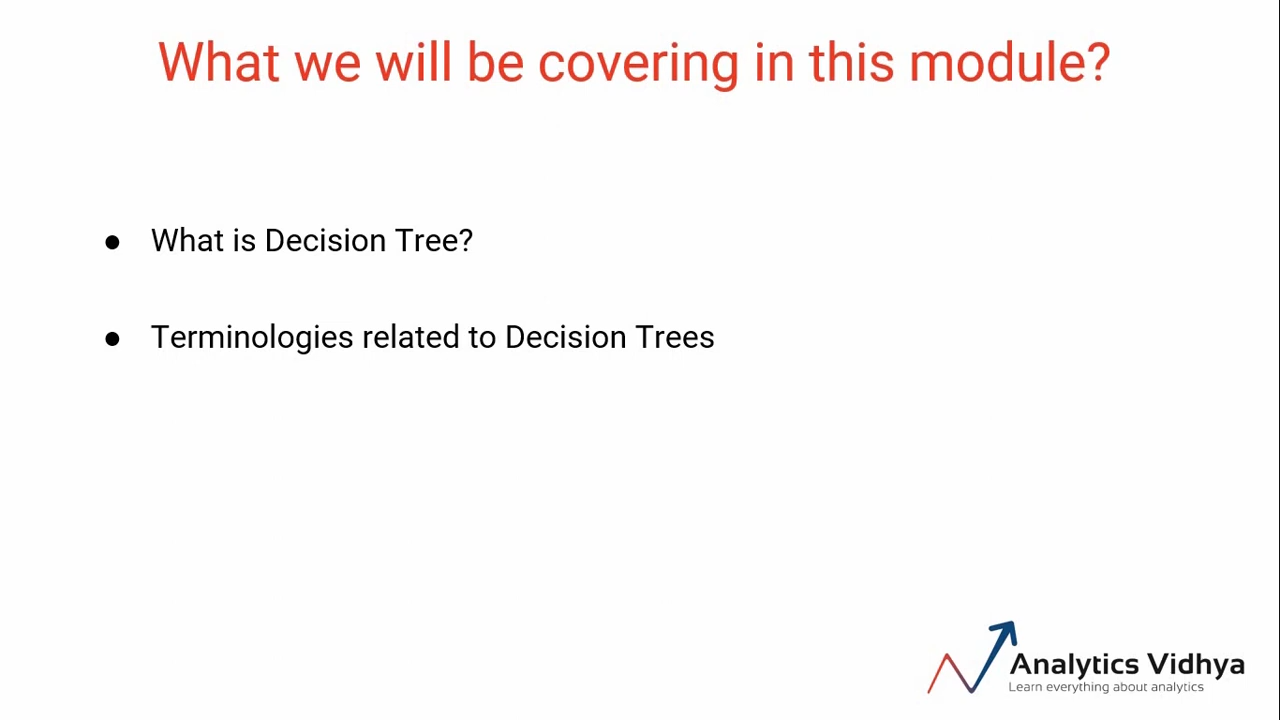 What we will be covering in this module?
● What is Decision Tree?
● Terminologies related to Decision Trees
Analytics Vidhya
Learn everything about analytics